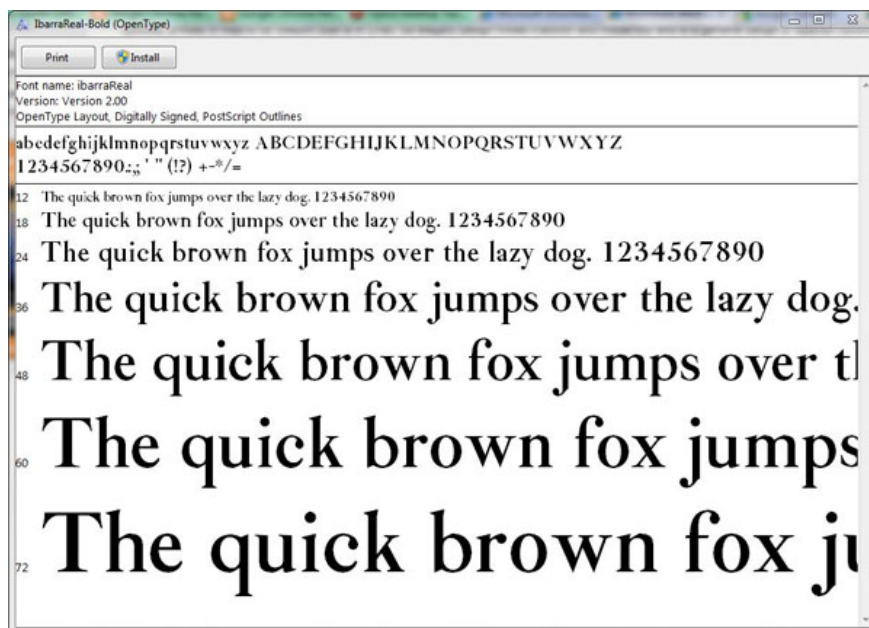 IbarraReal-Bold (OpenType)
Print Install
Font name: ibarraReal
Version: Version 2.00
OpenType Layout, Digitally Signed, PostScript Outlines
abcdefghijklmnopqrstuvwxyz ABCDEFGHIJKLMNOPQRSTUVWXYZ
1234567890.:,; ' " (!?) +-*/=
12 The quick brown fox jumps over the lazy dog. 1234567890
18 The quick brown fox jumps over the lazy dog. 1234567890
24 The quick brown fox jumps over the lazy dog. 1234567890
36 The quick brown fox jumps over the lazy dog.
48 The quick brown fox jumps over t
60 The quick brown fox jumps
72 The quick brown fox j